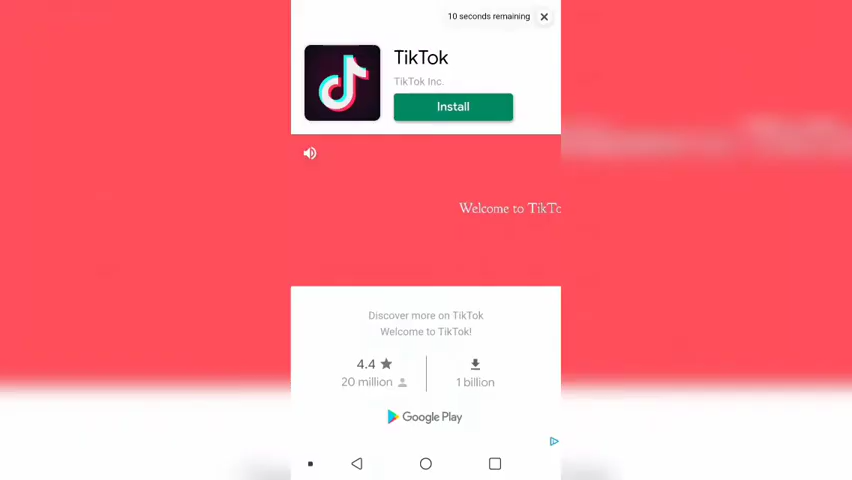 10 seconds remaining
TikTok
TikTok Inc.
Install
Welcome to TikTo
Discover more on TikTok
Welcome to TikTok!
4.4
20 million
1 billion
Google Play